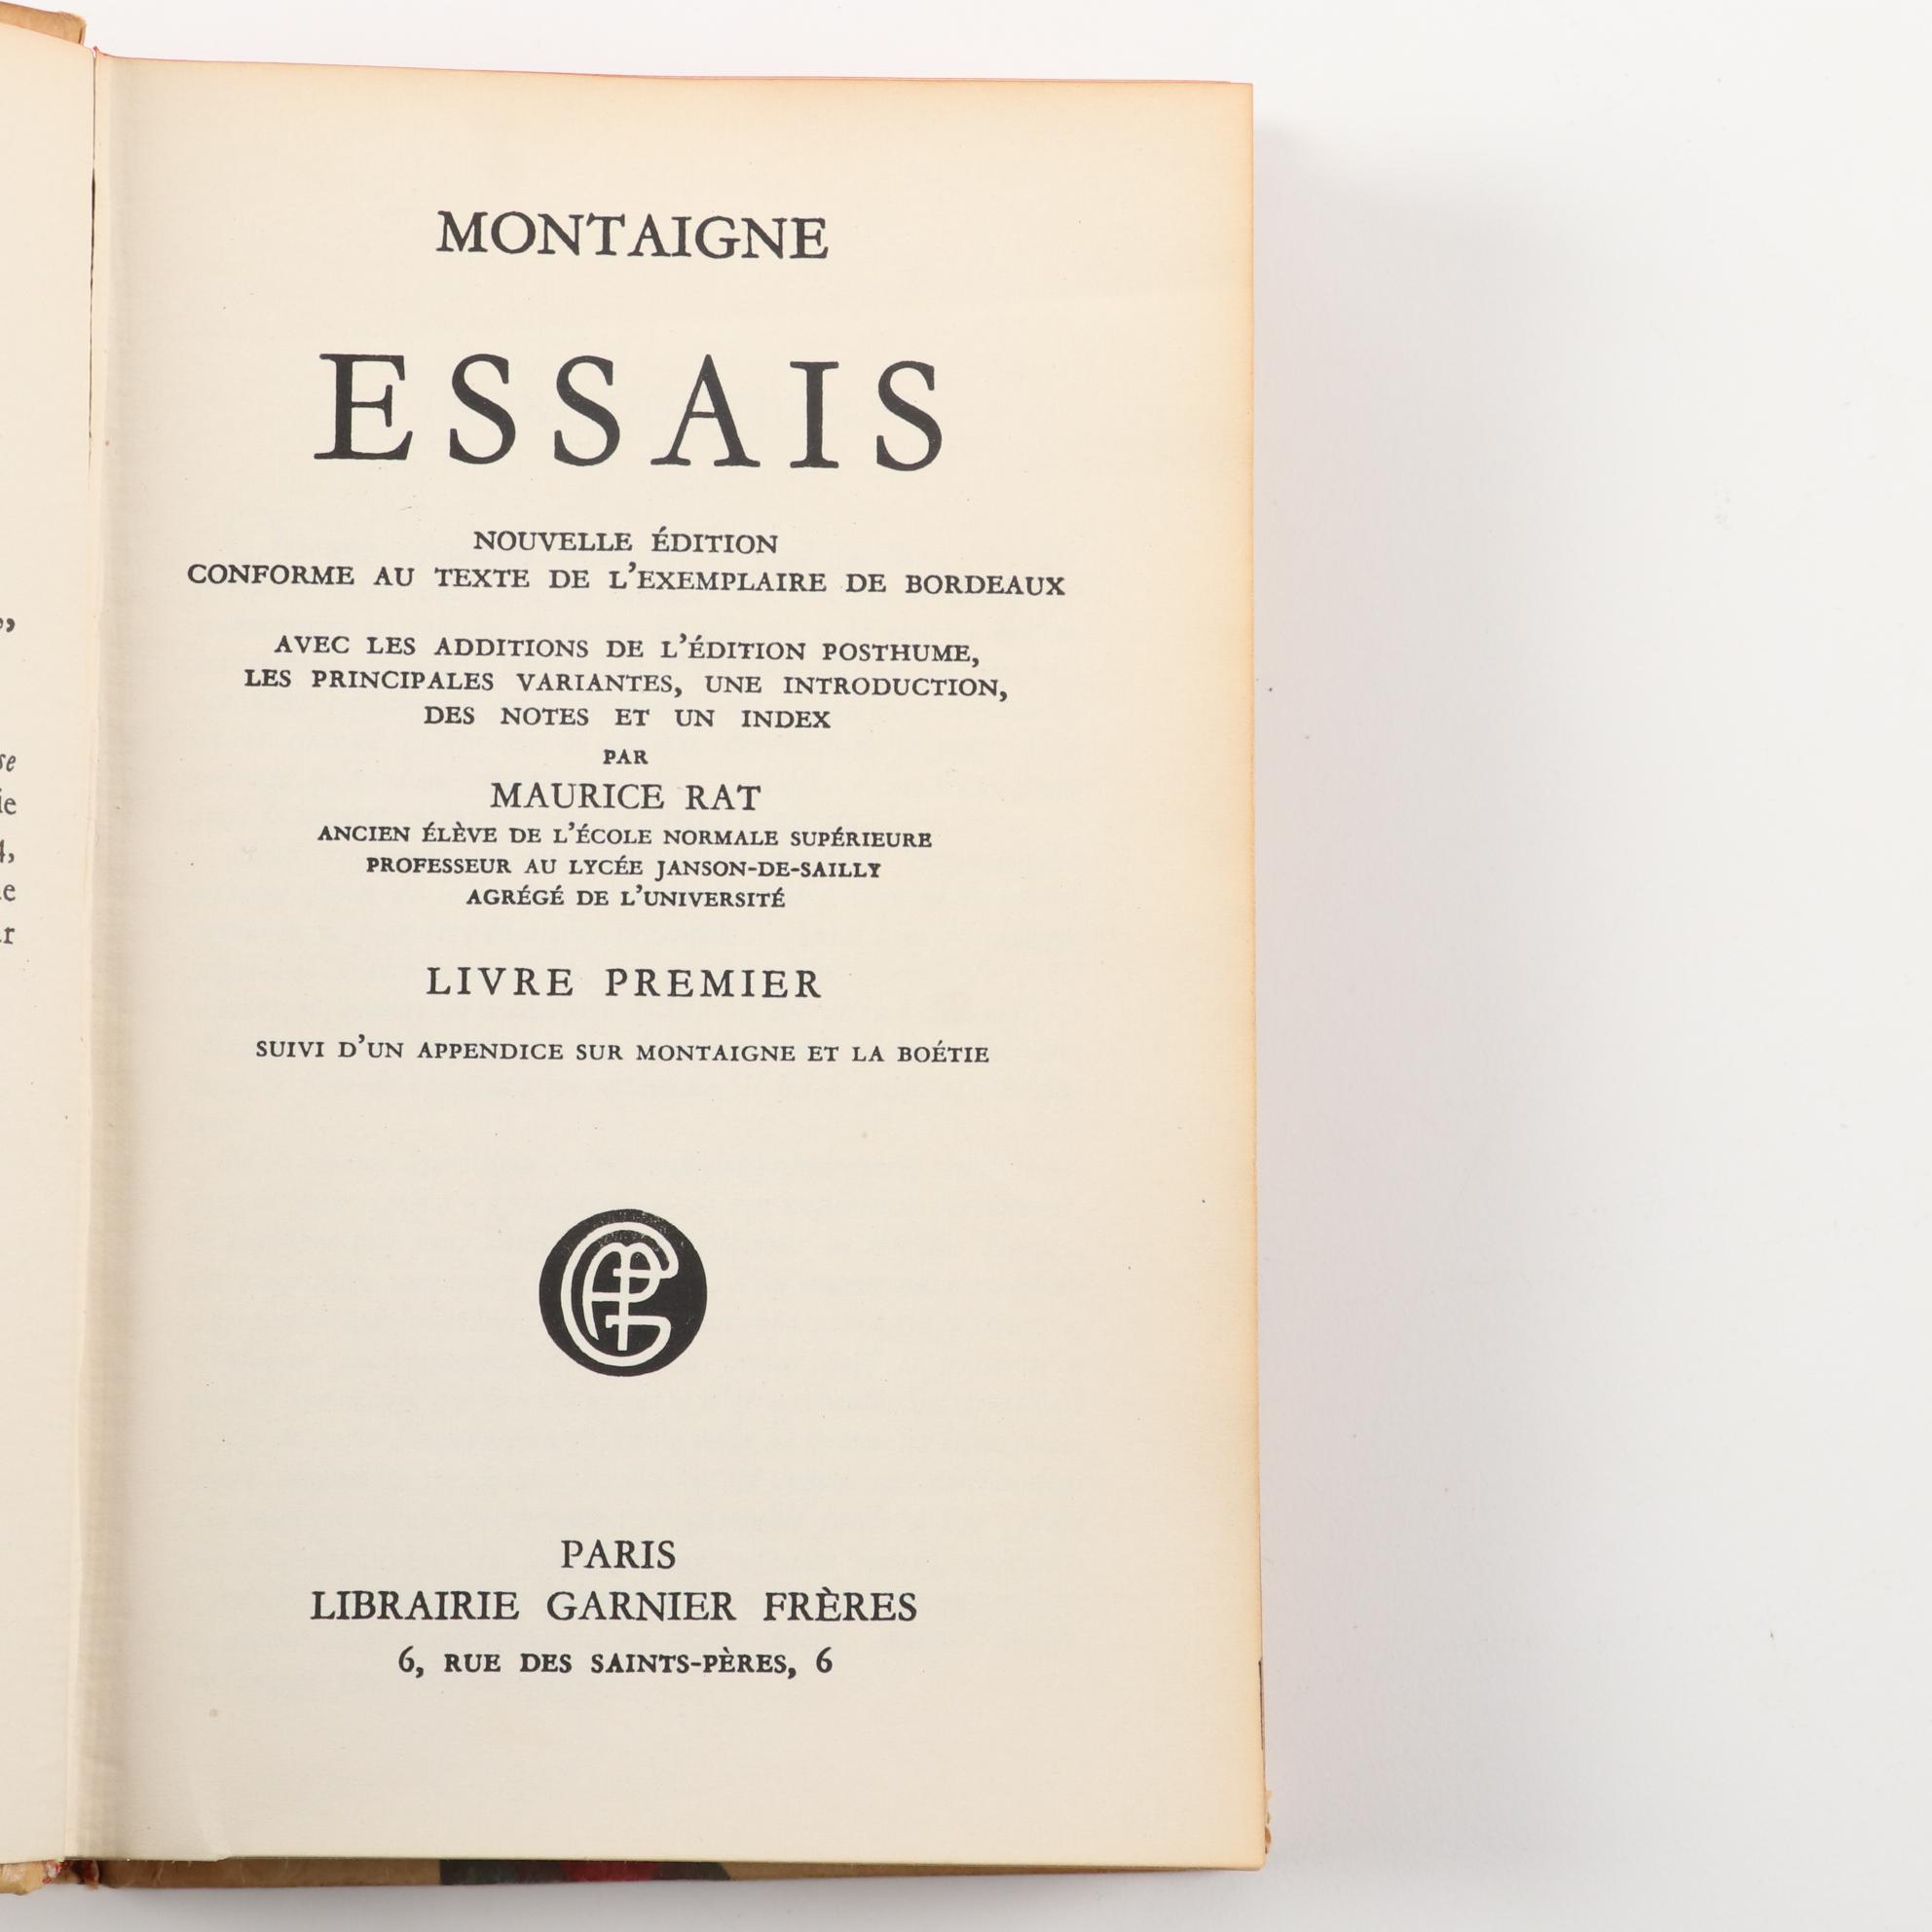 MONTAIGNE
ESSAIS
NOUVELLE ÉDITION
CONFORME AU TEXTE DE L'EXEMPLAIRE DE BORDEAUX
AVEC LES ADDITIONS DE L'ÉDITION POSTHUME,
LES PRINCIPALES VARIANTES, UNE INTRODUCTION,
DES NOTES ET UN INDEX
PAR
MAURICE RAT
ANCIEN ÉLÈVE DE L'ÉCOLE NORMALE SUPÉRIEURE
PROFESSEUR AU LYCÉE JANSON-DE-SAILLY
AGRÉGÉ DE L'UNIVERSITÉ
LIVRE PREMIER
SUIVI D'UN APPENDICE SUR MONTAIGNE ET LA BOÉTIE
PARIS
LIBRAIRIE GARNIER FRÈRES
6, RUE DES SAINTS-PÈRES, 6